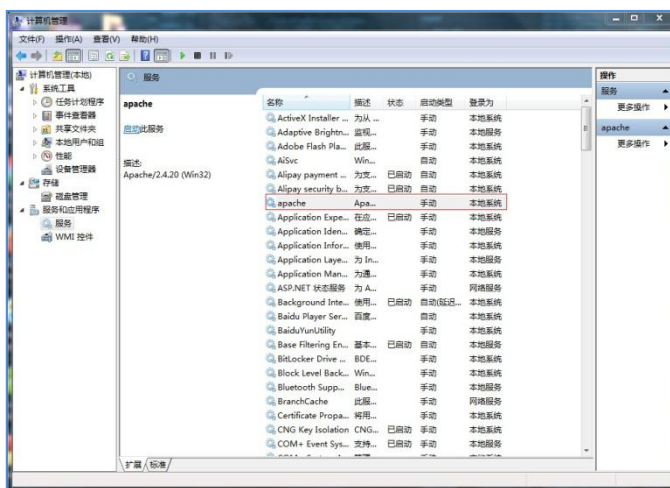 计算机管理
文件(F) 操作(A) 查看(V) 帮助(H)
计算机管理(本地)
系统工具
任务计划程序
事件查看器
共享文件夹
本地用户和组
性能
设备管理器
存储
磁盘管理
服务和应用程序
服务
WMI 控件
服务
apache
启动此服务
描述:
Apache/2.4.20 (Win32)
名称 描述 状态 启动类型 登录为
ActiveX Installer ... 为从 ... 手动 本地系统
Adaptive Brightn... 监视... 手动 本地服务
Adobe Flash Pla... 此服... 手动 本地系统
AiSvc Win... 自动 本地系统
Alipay payment ... 为支... 已启动 自动 本地系统
Alipay security b... 为支... 已启动 自动 本地系统
apache Apa... 手动 本地系统
Application Expe... 在应... 已启动 手动 本地系统
Application Iden... 确定... 手动 本地服务
Application Infor... 使用... 手动 本地系统
Application Laye... 为 In... 手动 本地服务
Application Man... 为通... 手动 本地系统
ASP.NET 状态服务 为 A... 手动 网络服务
Background Inte... 使用... 已启动 自动(延迟... 本地系统
Baidu Player Ser... 百度... 自动 本地系统
BaiduYunUtility 手动 本地系统
Base Filtering En... 基本... 已启动 自动 本地服务
BitLocker Drive ... BDE... 手动 本地系统
Block Level Back... Win... 手动 本地系统
Bluetooth Supp... Blue... 手动 本地服务
BranchCache 此服... 手动 网络服务
Certificate Propa... 将用... 手动 本地系统
CNG Key Isolation CNG... 已启动 手动 本地系统
COM+ Event Sys... 支持... 已启动 自动 本地服务
扩展 标准
操作
服务
更多操作
apache
更多操作